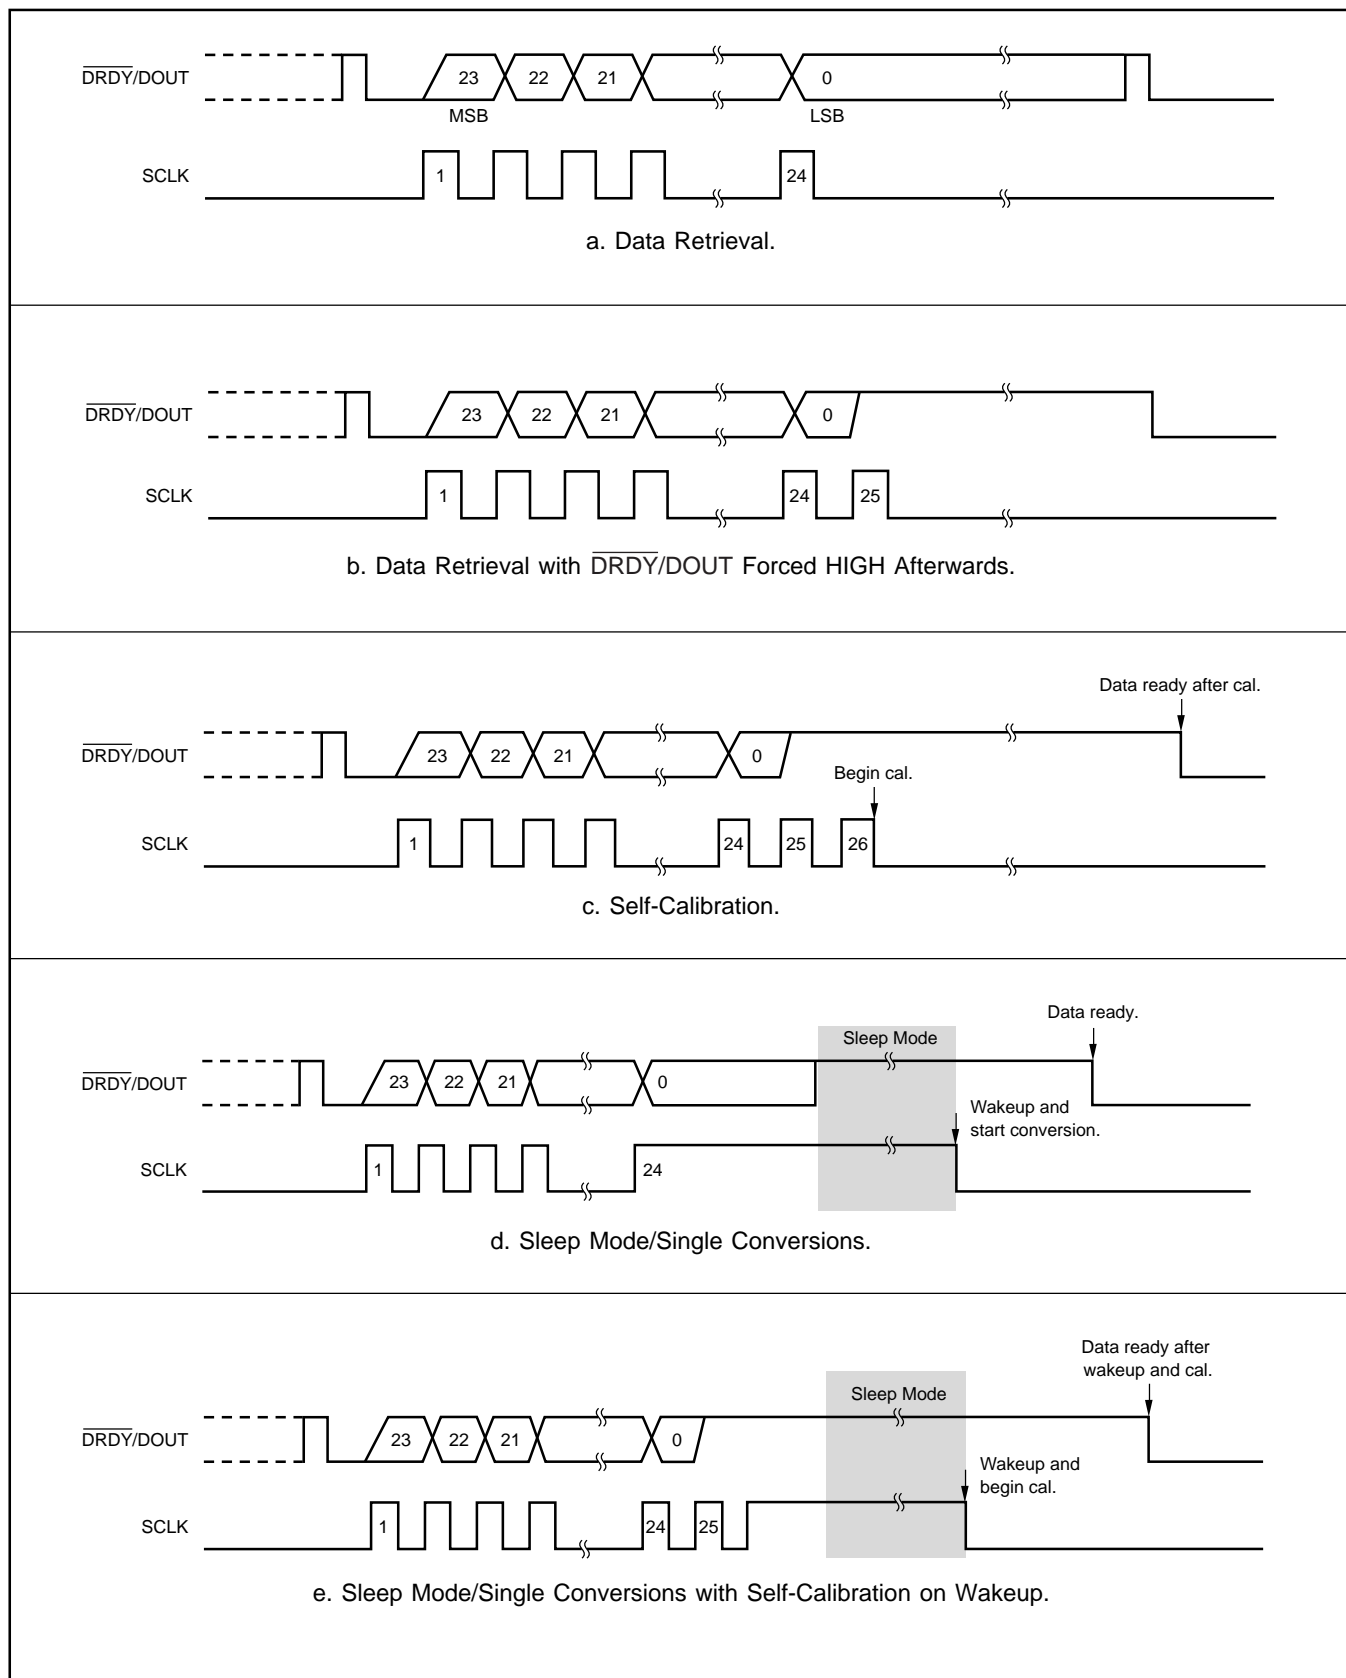 DRDY/DOUT 23 22 21 0
MSB LSB
SCLK 1 24
a. Data Retrieval.
DRDY/DOUT 23 22 21 0
SCLK 1 24 25
b. Data Retrieval with DRDY/DOUT Forced HIGH Afterwards.
Data ready after cal.
DRDY/DOUT 23 22 21 0
Begin cal.
SCLK 1 24 25 26
c. Self-Calibration.
Data ready.
Sleep Mode
DRDY/DOUT 23 22 21 0
Wakeup and
start conversion.
SCLK 1 24
d. Sleep Mode/Single Conversions.
Data ready after
wakeup and cal.
Sleep Mode
DRDY/DOUT 23 22 21 0
Wakeup and
begin cal.
SCLK 1 24 25
e. Sleep Mode/Single Conversions with Self-Calibration on Wakeup.